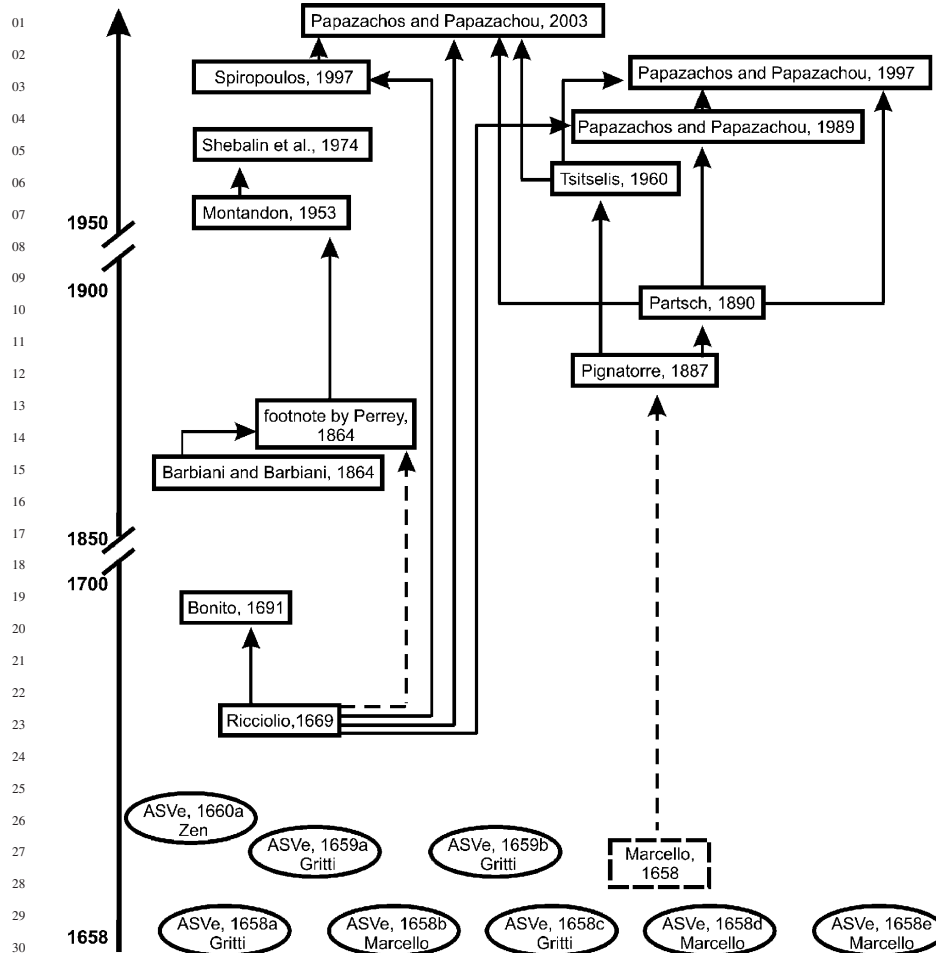 01
Papazachos and Papazachou, 2003
02
Spiropoulos, 1997
Papazachos and Papazachou, 1997
03
04
Papazachos and Papazachou, 1989
Shebalin et al., 1974
05
Tsitselis, 1960
06
Montandon, 1953
07
1950
08
09
1900
Partsch, 1890
10
11
Pignatorre, 1887
12
13
footnote by Perrey,
1864
14
Barbiani and Barbiani, 1864
15
16
17
1850
18
1700
19
Bonito, 1691
20
21
22
Ricciolio,1669
23
24
25
ASVe, 1660a
Zen
26
ASVe, 1659a
Gritti
ASVe, 1659b
Gritti
Marcello,
1658
27
28
ASVe, 1658a
Gritti
ASVe, 1658b
Marcello
ASVe, 1658c
Gritti
ASVe, 1658d
Marcello
ASVe, 1658e
Marcello
29
1658
30